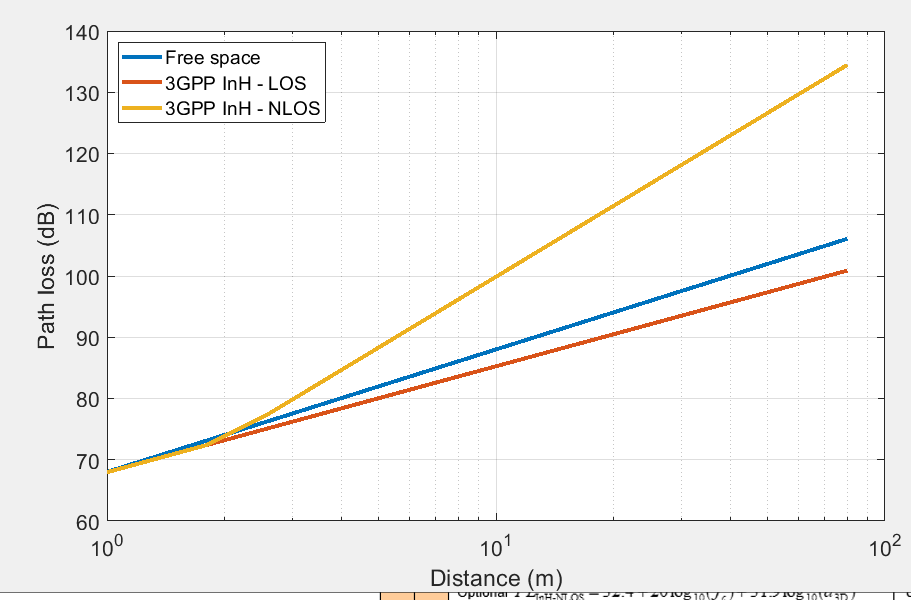 140
130
120
110
100
90
80
70
60
Path loss (dB)
Free space
3GPP InH - LOS
3GPP InH - NLOS
10^0
10^1
10^2
Distance (m)